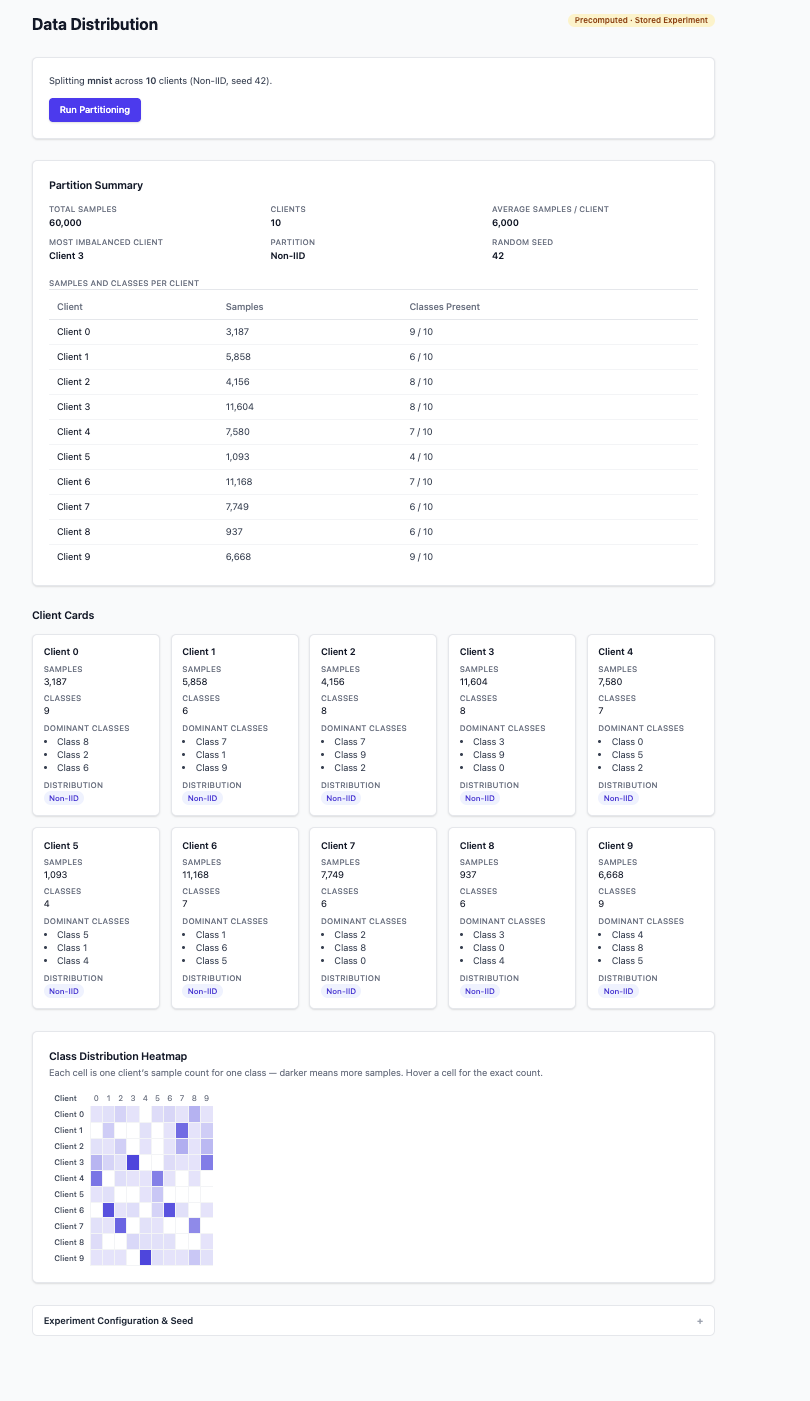 Data Distribution
Precomputed · Stored Experiment
Splitting mnist across 10 clients (Non-IID, seed 42).
Run Partitioning
Partition Summary
TOTAL SAMPLES CLIENTS AVERAGE SAMPLES / CLIENT
60,000 10 6,000
MOST IMBALANCED CLIENT PARTITION RANDOM SEED
Client 3 Non-IID 42
SAMPLES AND CLASSES PER CLIENT
Client Samples Classes Present
Client 0 3,187 9 / 10
Client 1 5,858 6 / 10
Client 2 4,156 8 / 10
Client 3 11,604 8 / 10
Client 4 7,580 7 / 10
Client 5 1,093 4 / 10
Client 6 11,168 7 / 10
Client 7 7,749 6 / 10
Client 8 937 6 / 10
Client 9 6,668 9 / 10
Client Cards
Client 0
SAMPLES
3,187
CLASSES
9
DOMINANT CLASSES
• Class 8
• Class 2
• Class 6
DISTRIBUTION
Non-IID
Client 1
SAMPLES
5,858
CLASSES
6
DOMINANT CLASSES
• Class 7
• Class 1
• Class 9
DISTRIBUTION
Non-IID
Client 2
SAMPLES
4,156
CLASSES
8
DOMINANT CLASSES
• Class 7
• Class 9
• Class 2
DISTRIBUTION
Non-IID
Client 3
SAMPLES
11,604
CLASSES
8
DOMINANT CLASSES
• Class 3
• Class 9
• Class 0
DISTRIBUTION
Non-IID
Client 4
SAMPLES
7,580
CLASSES
7
DOMINANT CLASSES
• Class 0
• Class 5
• Class 2
DISTRIBUTION
Non-IID
Client 5
SAMPLES
1,093
CLASSES
4
DOMINANT CLASSES
• Class 5
• Class 1
• Class 4
DISTRIBUTION
Non-IID
Client 6
SAMPLES
11,168
CLASSES
7
DOMINANT CLASSES
• Class 1
• Class 6
• Class 5
DISTRIBUTION
Non-IID
Client 7
SAMPLES
7,749
CLASSES
6
DOMINANT CLASSES
• Class 2
• Class 8
• Class 0
DISTRIBUTION
Non-IID
Client 8
SAMPLES
937
CLASSES
6
DOMINANT CLASSES
• Class 3
• Class 0
• Class 4
DISTRIBUTION
Non-IID
Client 9
SAMPLES
6,668
CLASSES
9
DOMINANT CLASSES
• Class 4
• Class 8
• Class 5
DISTRIBUTION
Non-IID
Class Distribution Heatmap
Each cell is one client's sample count for one class — darker means more samples. Hover a cell for the exact count.
Client 0 1 2 3 4 5 6 7 8 9
Client 0
Client 1
Client 2
Client 3
Client 4
Client 5
Client 6
Client 7
Client 8
Client 9
Experiment Configuration & Seed +